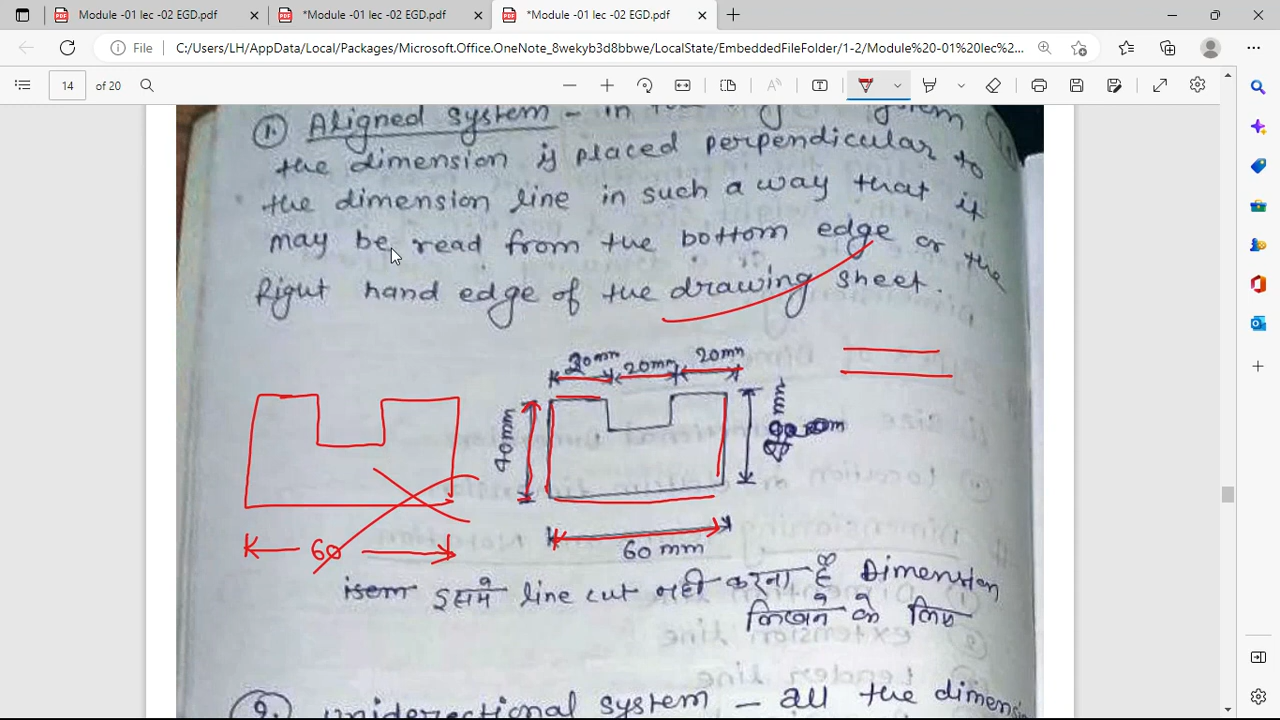 Module -01 lec -02 EGD.pdf
*Module -01 lec -02 EGD.pdf
*Module -01 lec -02 EGD.pdf
File
C:/Users/LH/AppData/Local/Packages/Microsoft.Office.OneNote_8wekyb3d8bbwe/LocalState/EmbeddedFileFolder/1-2/Module%20-01%20lec%...
14 of 20
1. Aligned system - in
the dimension is placed perpendicular to
the dimension line in such a way that it
may be read from the bottom edge or the
Right hand edge of the drawing sheet.
20mm 20mm 20mm
40mm
60
60 mm
इसमे line cut नही करना है Dimension
लिखने के लिए
2. unidirectional system - all the